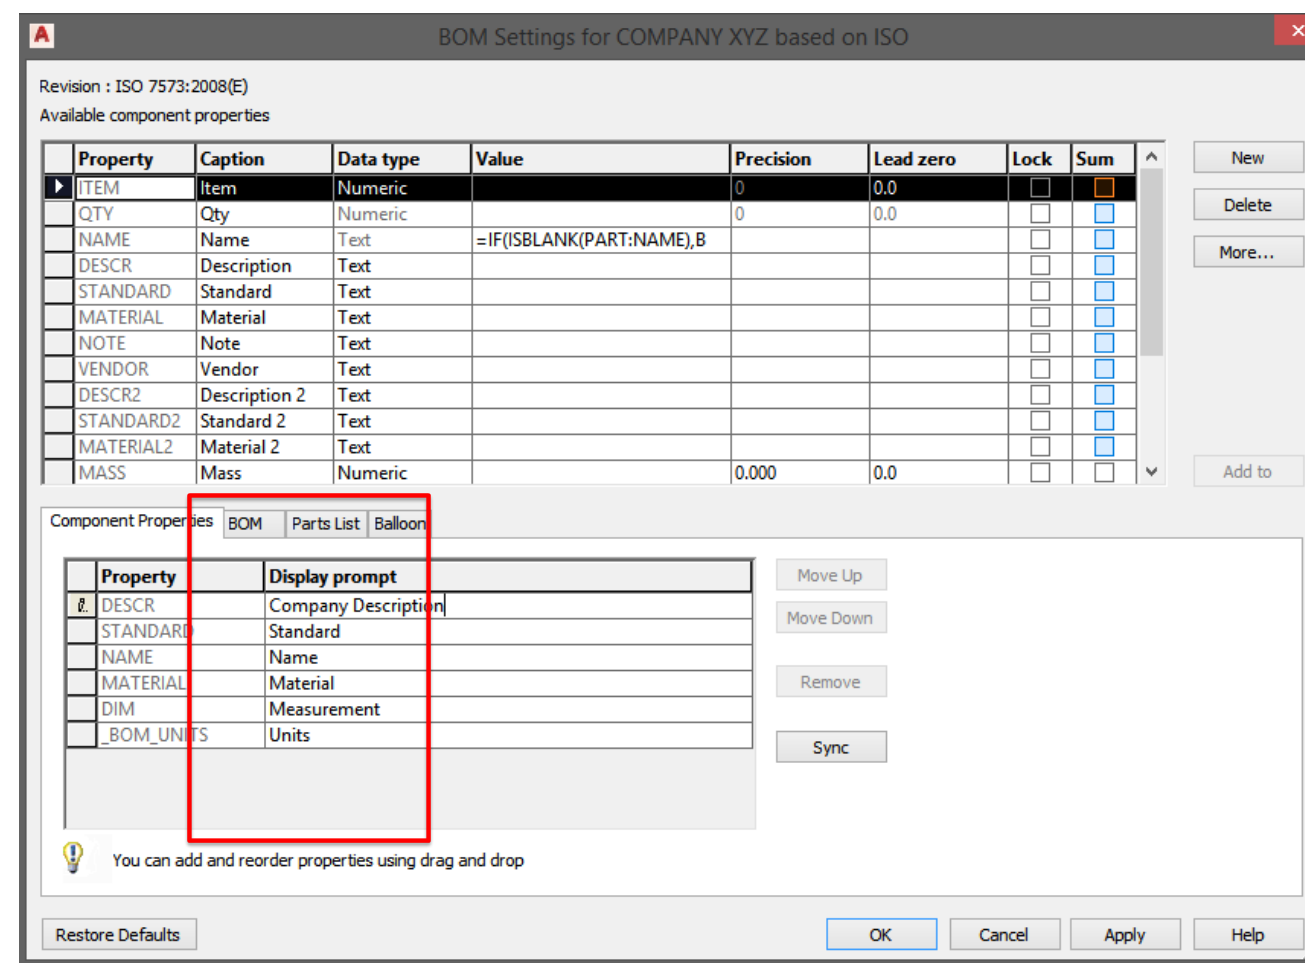 A BOM Settings for COMPANY XYZ based on ISO ×
Revision : ISO 7573:2008(E)
Available component properties
Property Caption Data type Value Precision Lead zero Lock Sum New
ITEM Item Numeric 0 0.0
QTY Qty Numeric 0 0.0 Delete
NAME Name Text =IF(ISBLANK(PART:NAME),B
DESCR Description Text More...
STANDARD Standard Text
MATERIAL Material Text
NOTE Note Text
VENDOR Vendor Text
DESCR2 Description 2 Text
STANDARD2 Standard 2 Text
MATERIAL2 Material 2 Text
MASS Mass Numeric 0.000 0.0 Add to
Component Properties BOM Parts List Balloon
Property Display prompt Move Up
DESCR Company Description
STANDARD Standard Move Down
NAME Name
MATERIAL Material Remove
DIM Measurement
_BOM_UNITS Units Sync
You can add and reorder properties using drag and drop
Restore Defaults OK Cancel Apply Help